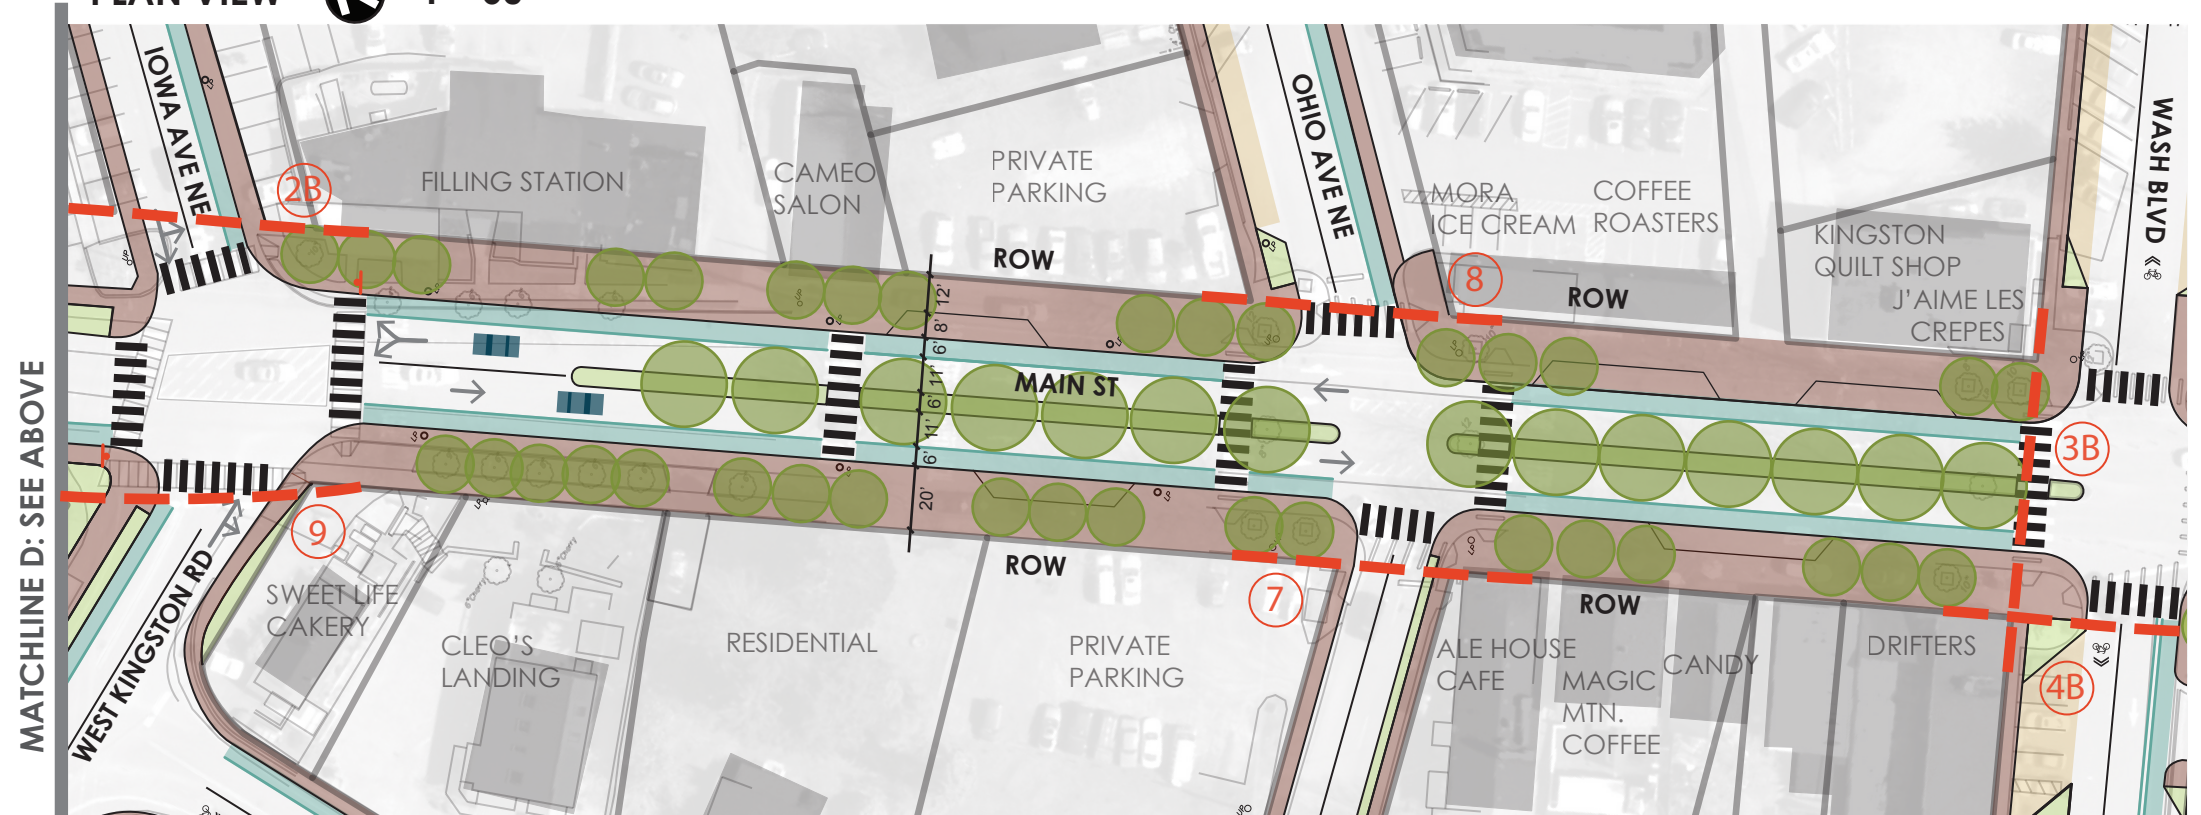 PLAN VIEW
MATCHLINE D: SEE ABOVE
IOWA AVE NE
2B
FILLING STATION
CAMEO
SALON
PRIVATE
PARKING
ROW
OHIO AVE NE
MORA
ICE CREAM
COFFEE
ROASTERS
8
ROW
KINGSTON
QUILT SHOP
J'AIME LES
CREPES
WASH BLVD
12'
8'
6'
11'
6'
11'
6'
20'
MAIN ST
3B
9
WEST KINGSTON RD
SWEET LIFE
CAKERY
CLEO'S
LANDING
RESIDENTIAL
ROW
PRIVATE
PARKING
7
ROW
ALE HOUSE
CAFE
MAGIC
MTN.
COFFEE
CANDY
DRIFTERS
4B